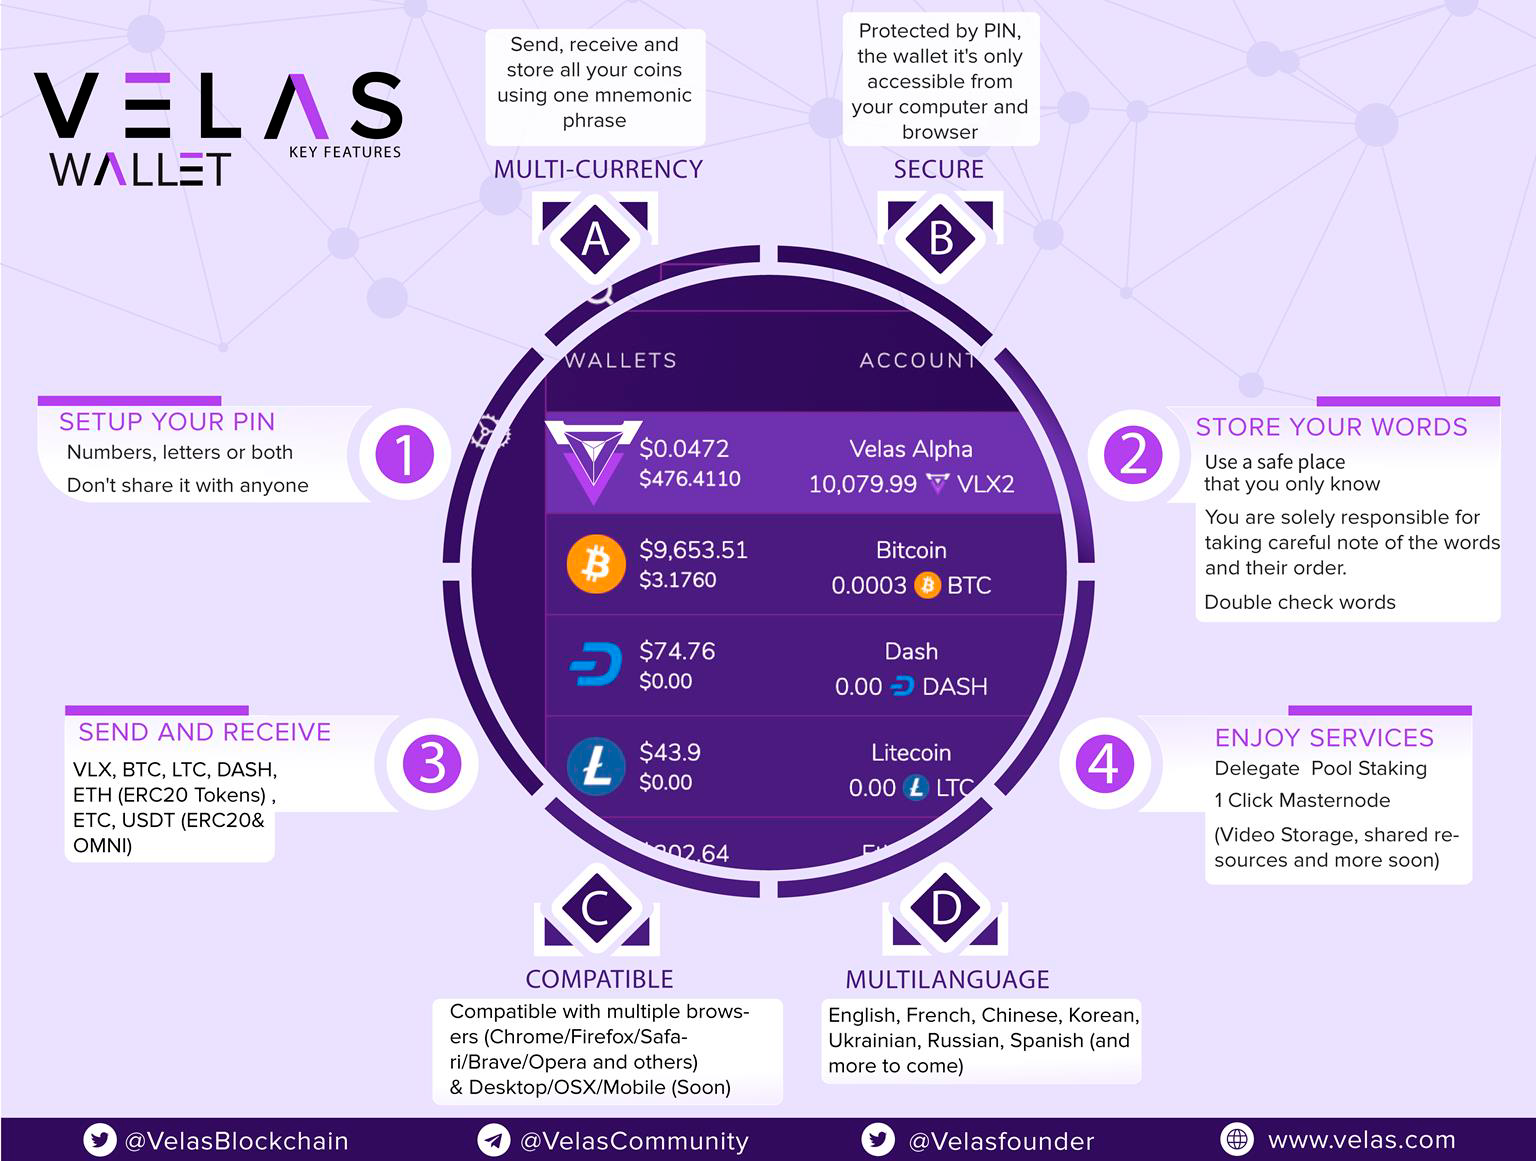 VELAS
WALLET
KEY FEATURES
Send, receive and
store all your coins
using one mnemonic
phrase
MULTI-CURRENCY
A
Protected by PIN,
the wallet it's only
accessible from
your computer and
browser
SECURE
B
WALLETS ACCOUNT
$0.0472 Velas Alpha
$476.4110 10,079.99 VLX2
$9,653.51 Bitcoin
$3.1760 0.0003 BTC
$74.76 Dash
$0.00 0.00 DASH
$43.9 Litecoin
$0.00 0.00 LTC
SETUP YOUR PIN
Numbers, letters or both
Don't share it with anyone
1
2
STORE YOUR WORDS
Use a safe place
that you only know
You are solely responsible for
taking careful note of the words
and their order.
Double check words
SEND AND RECEIVE
VLX, BTC, LTC, DASH,
ETH (ERC20 Tokens) ,
ETC, USDT (ERC20&
OMNI)
3
4
ENJOY SERVICES
Delegate Pool Staking
1 Click Masternode
(Video Storage, shared re-
sources and more soon)
C
COMPATIBLE
Compatible with multiple brows-
ers (Chrome/Firefox/Safa-
ri/Brave/Opera and others)
& Desktop/OSX/Mobile (Soon)
D
MULTILANGUAGE
English, French, Chinese, Korean,
Ukrainian, Russian, Spanish (and
more to come)
@VelasBlockchain @VelasCommunity @Velasfounder www.velas.com